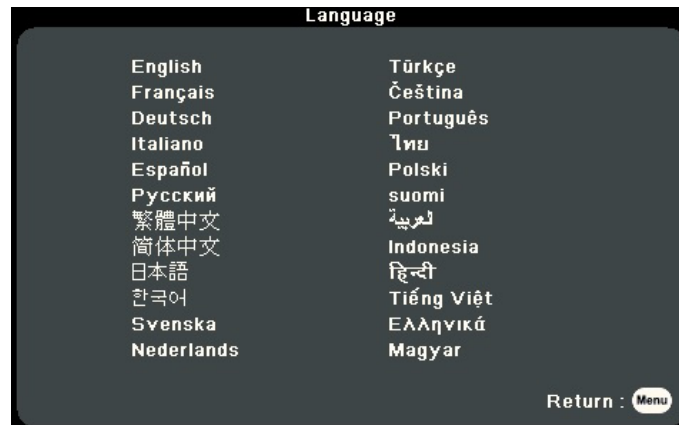 Language
English
Français
Deutsch
Italiano
Español
Русский
繁體中文
简体中文
日本語
한국어
Svenska
Nederlands
Türkçe
Čeština
Português
ไทย
Polski
suomi
العربية
Indonesia
हिन्दी
Tiếng Việt
Ελληνικά
Magyar
Return : Menu